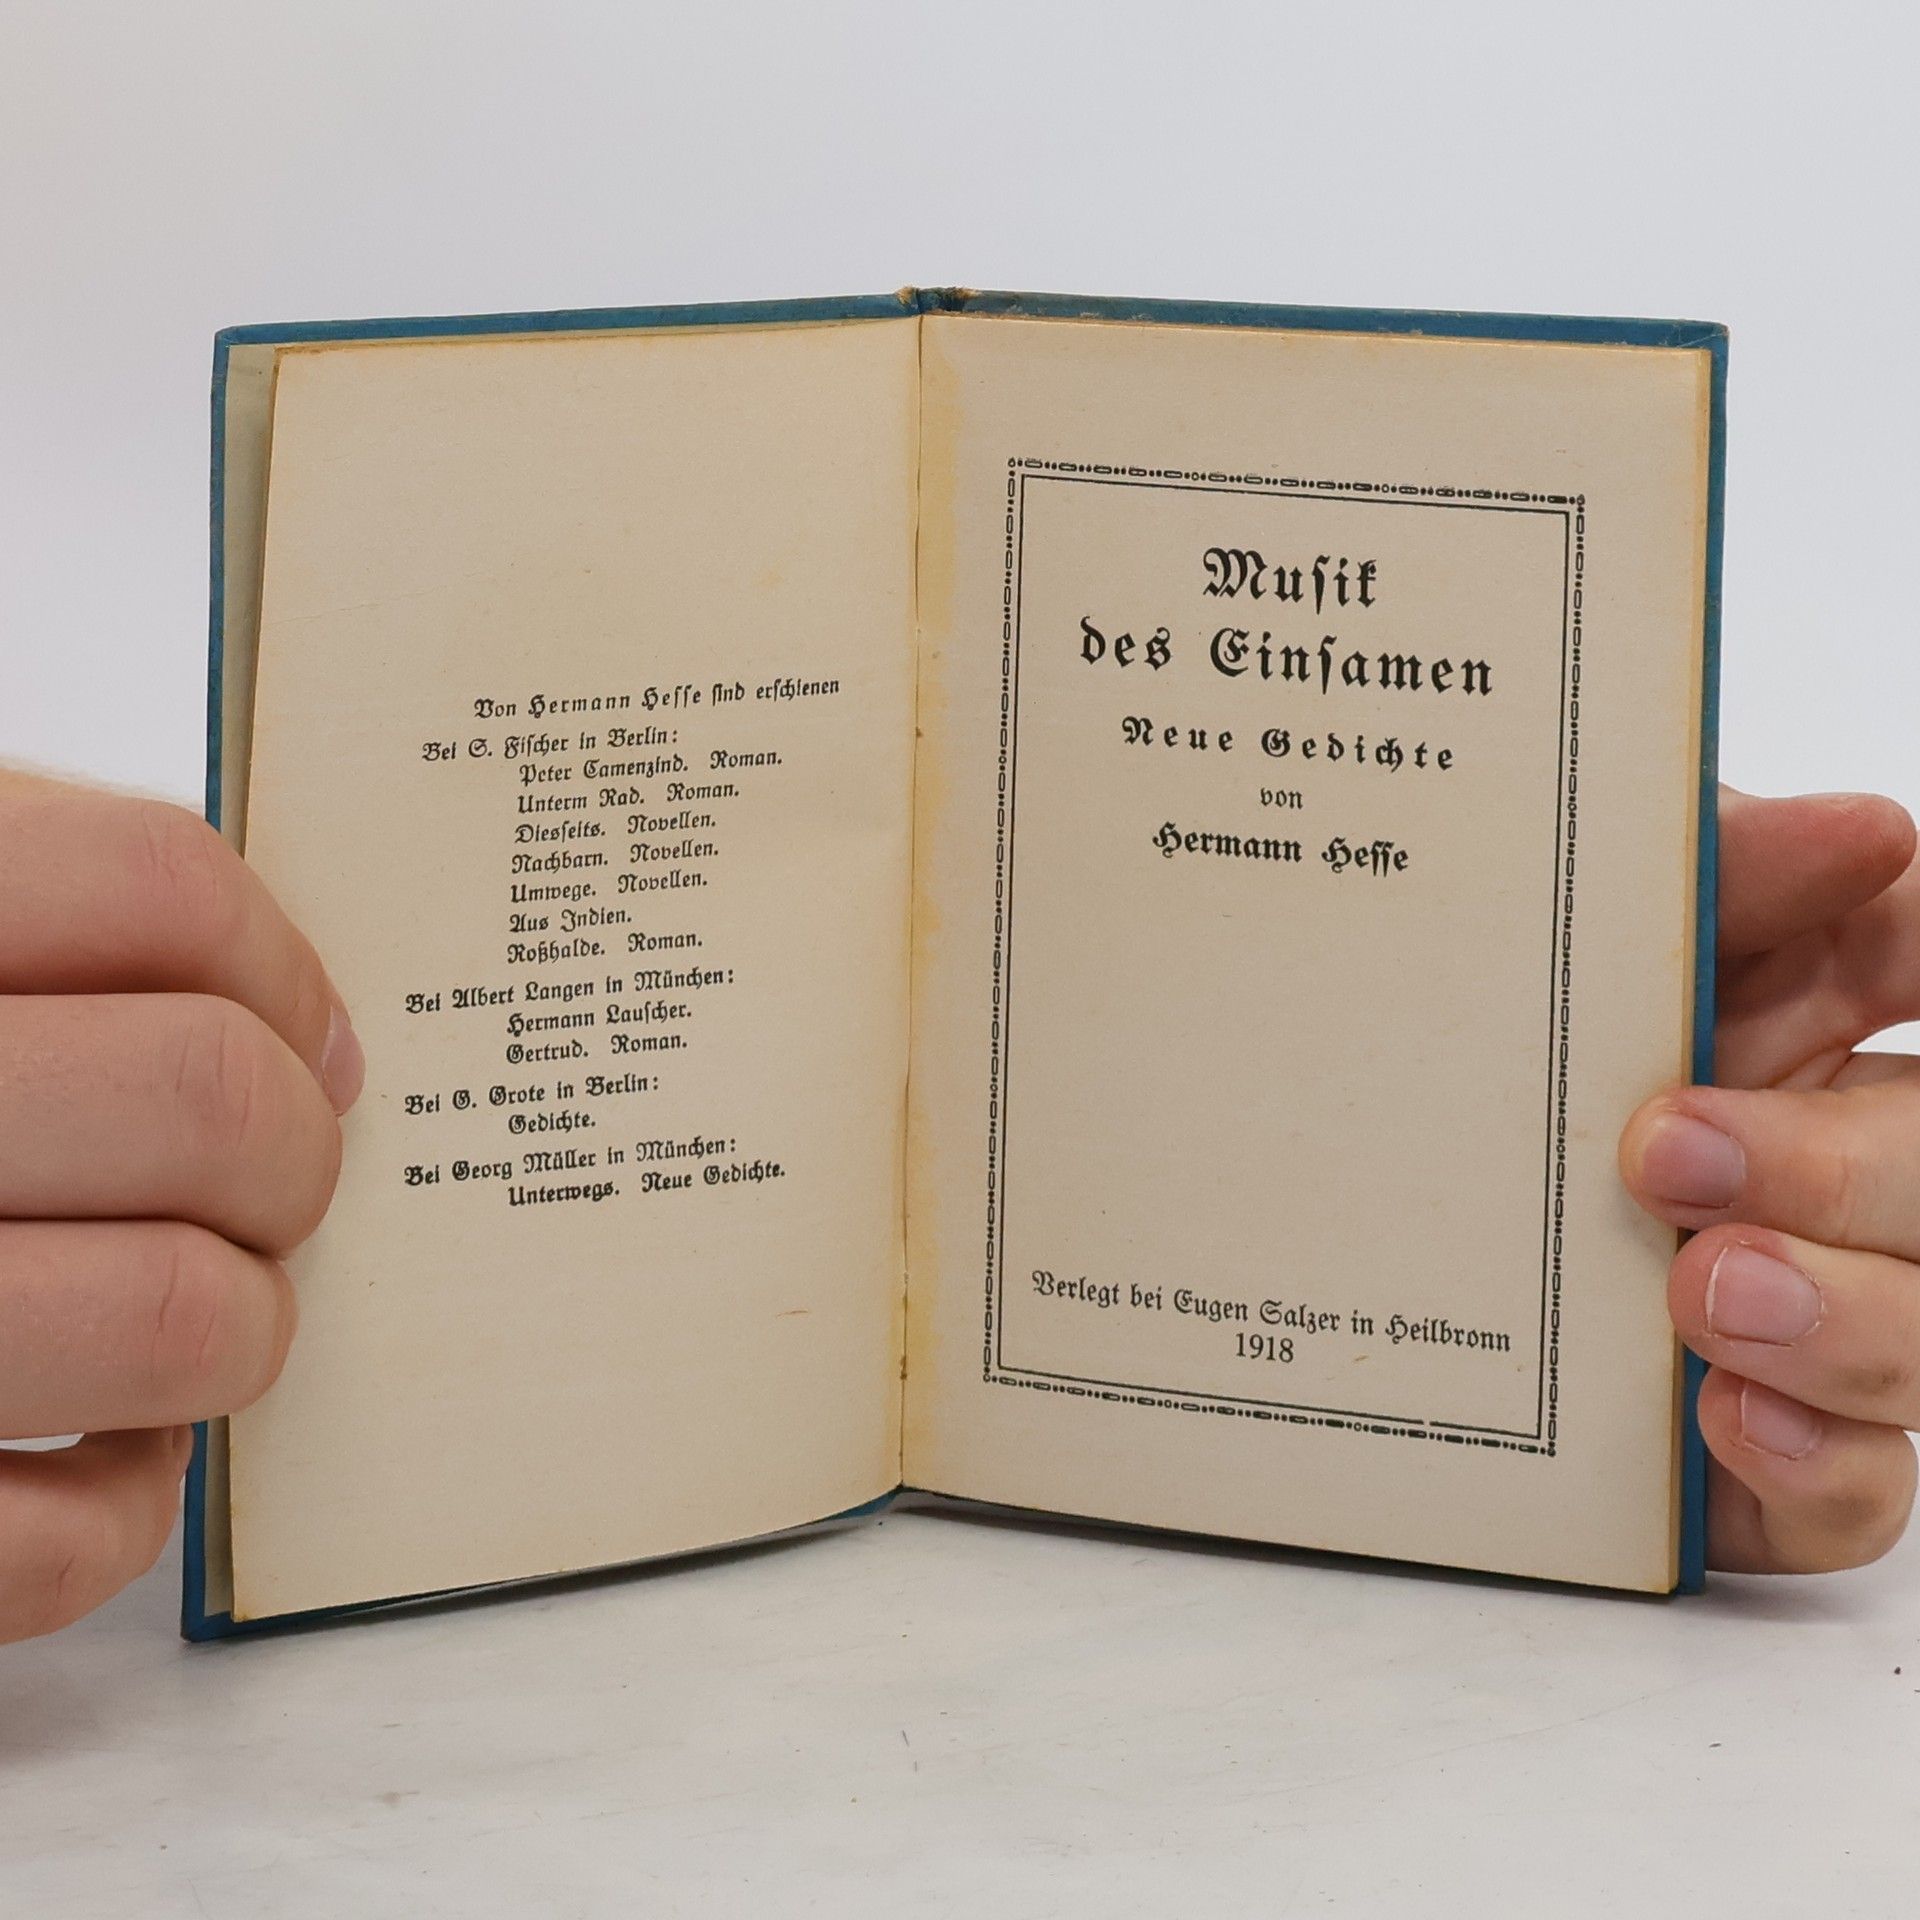 Von Hermann Hesse sind erschienen
Bei S. Fischer in Berlin:
Peter Camenzind. Roman.
Unterm Rad. Roman.
Diesseits. Novellen.
Nachbarn. Novellen.
Umwege. Novellen.
Aus Indien.
Roßhalde. Roman.
Bei Albert Langen in München:
Hermann Lauscher.
Gertrud. Roman.
Bei G. Grote in Berlin:
Gedichte.
Bei Georg Müller in München:
Unterwegs. Neue Gedichte.
Musik
des Einsamen
Neue Gedichte
von
Hermann Hesse
Verlegt bei Eugen Salzer in Heilbronn
1918